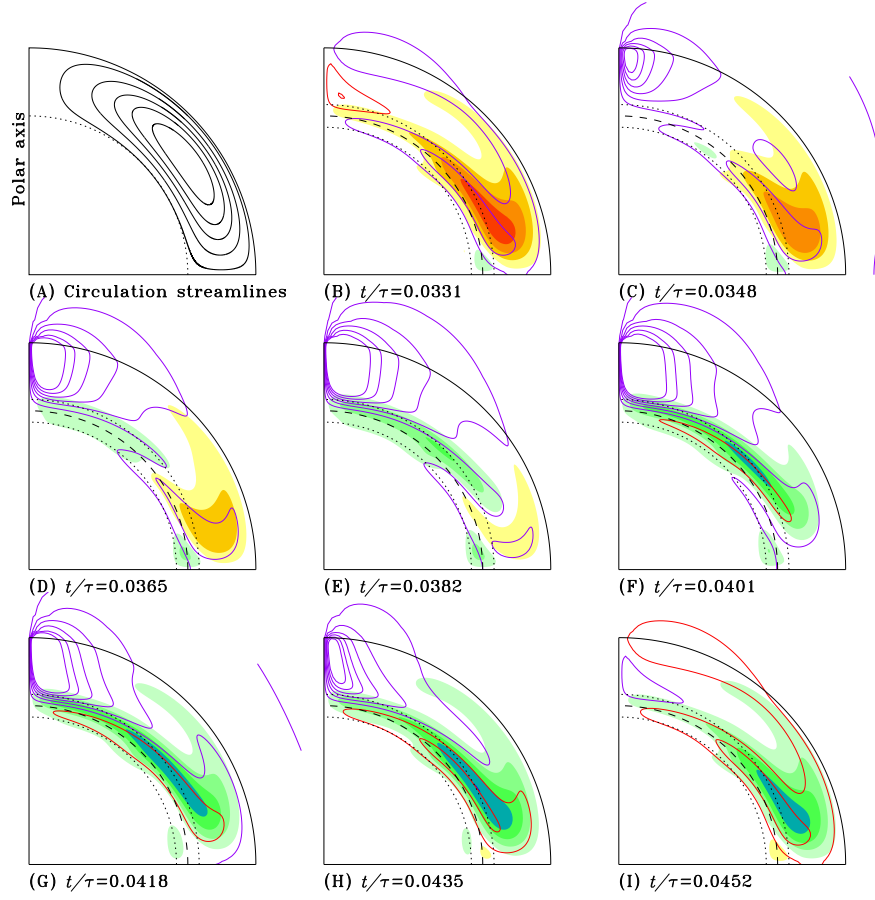 Polar axis
(A) Circulation streamlines
(B) t/τ=0.0331
(C) t/τ=0.0348
(D) t/τ=0.0365
(E) t/τ=0.0382
(F) t/τ=0.0401
(G) t/τ=0.0418
(H) t/τ=0.0435
(I) t/τ=0.0452